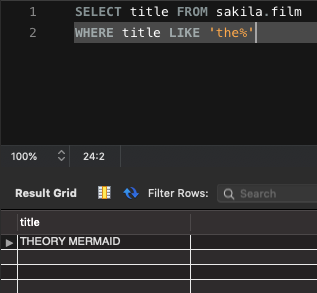 1 SELECT title FROM sakila.film
2 WHERE title LIKE 'the%'
100% 24:2
Result Grid Filter Rows: Search
title
THEORY MERMAID